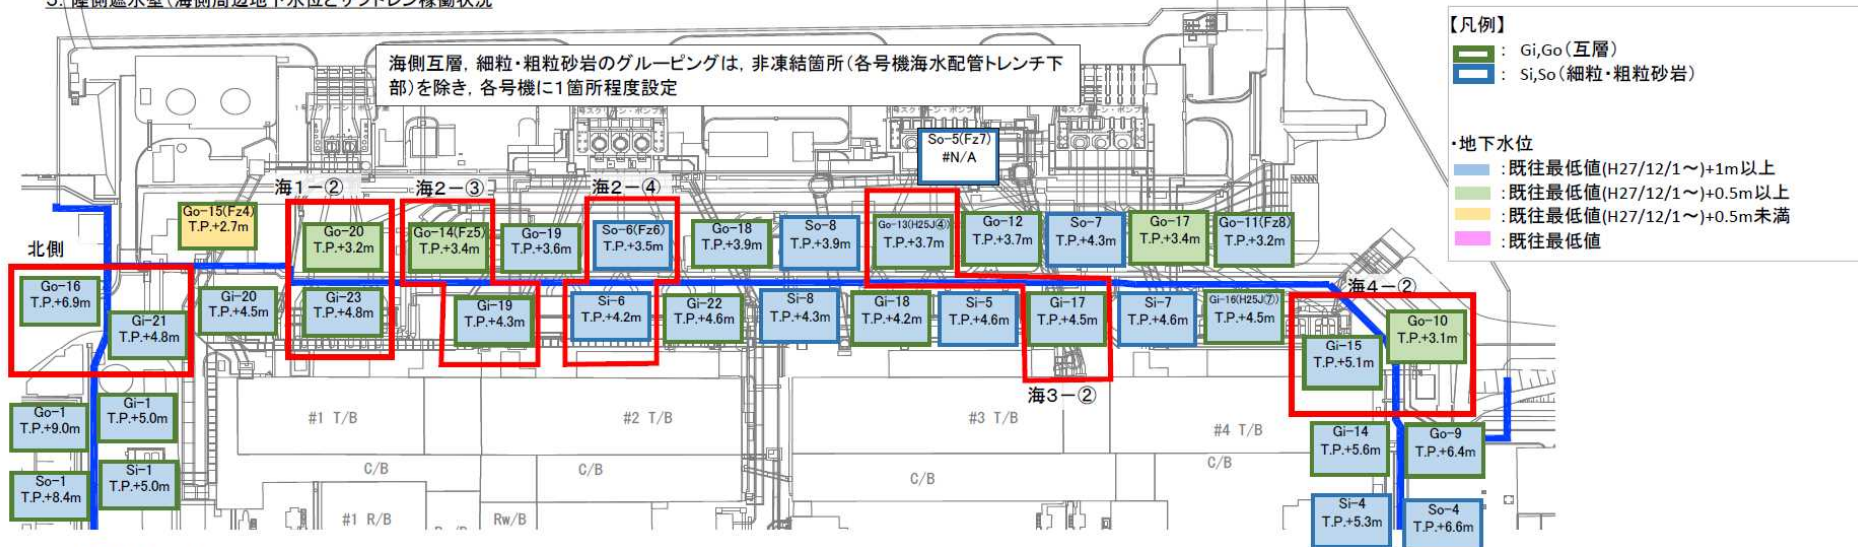 3. 陸側遮水壁(海側周辺地下水位とサブドレン稼働状況
海側互層, 細粒・粗粒砂岩のグルーピングは, 非凍結箇所(各号機海水配管トレンチ下
部)を除き, 各号機に1箇所程度設定
【凡例】
: Gi,Go(互層)
: Si,So(細粒・粗粒砂岩)
・地下水位
:既往最低値(H27/12/1〜)+1m以上
:既往最低値(H27/12/1〜)+0.5m以上
:既往最低値(H27/12/1〜)+0.5m未満
:既往最低値
So-5(Fz7)
#N/A
海1-②
海2-③
海2-④
Go-15(Fz4)
T.P.+2.7m
Go-20
T.P.+3.2m
Go-14(Fz5)
T.P.+3.4m
Go-19
T.P.+3.6m
So-6(Fz6)
T.P.+3.5m
Go-18
T.P.+3.9m
So-8
T.P.+3.9m
Go-13(H25J④)
T.P.+3.7m
Go-12
T.P.+3.7m
So-7
T.P.+4.3m
Go-17
T.P.+3.4m
Go-11(Fz8)
T.P.+3.2m
北側
海4-②
Go-16
T.P.+6.9m
Gi-21
T.P.+4.8m
Gi-20
T.P.+4.5m
Gi-23
T.P.+4.8m
Gi-19
T.P.+4.3m
Si-6
T.P.+4.2m
Gi-22
T.P.+4.6m
Si-8
T.P.+4.3m
Gi-18
T.P.+4.2m
Si-5
T.P.+4.6m
Gi-17
T.P.+4.5m
Si-7
T.P.+4.6m
Gi-16(H25J⑦)
T.P.+4.5m
Gi-15
T.P.+5.1m
Go-10
T.P.+3.1m
海3-②
Go-1
T.P.+9.0m
Gi-1
T.P.+5.0m
#1 T/B
#2 T/B
#3 T/B
#4 T/B
Gi-14
T.P.+5.6m
Go-9
T.P.+6.4m
So-1
T.P.+8.4m
Si-1
T.P.+5.0m
C/B
C/B
C/B
C/B
#1 R/B
Rw/B
Si-4
T.P.+5.3m
So-4
T.P.+6.6m